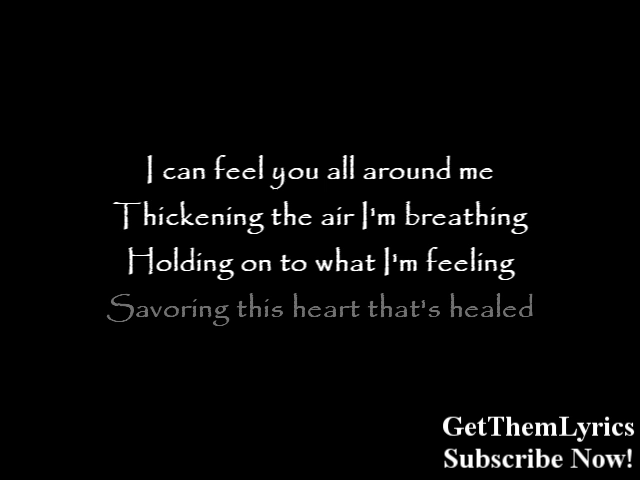 I can feel you all around me
Thickening the air I'm breathing
Holding on to what I'm feeling
Savoring this heart that's healed
GetThemLyrics
Subscribe Now!